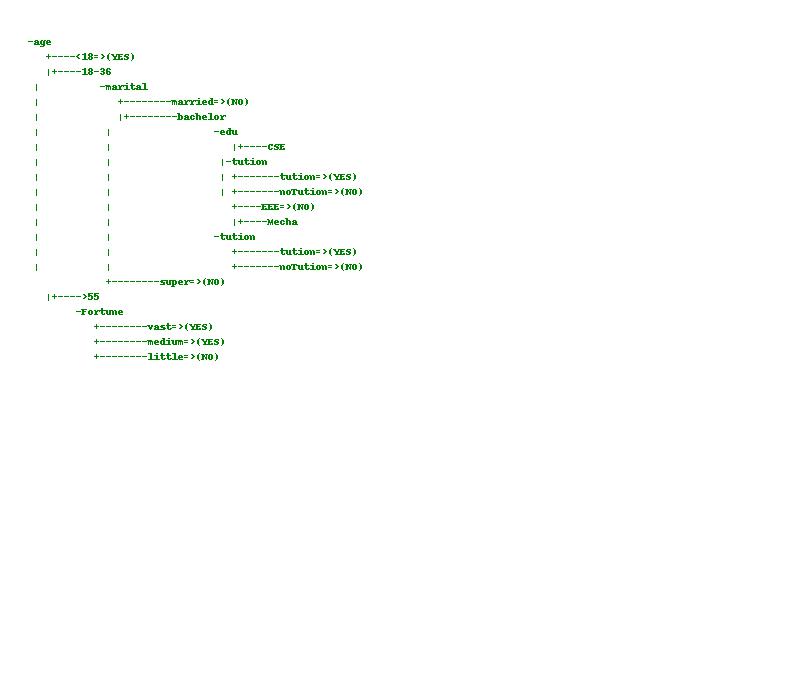 -age
+----<18=>(YES)
|+----18-36
| -marital
| +--------married=>(NO)
| |+--------bachelor
| | -edu
| | |+----CSE
| | |-tution
| | | +-------tution=>(YES)
| | | +-------noTution=>(NO)
| | +----EEE=>(NO)
| | |+----Mecha
| | -tution
| | +-------tution=>(YES)
| | +-------noTution=>(NO)
+--------super=>(NO)
|+---->55
-Fortune
+--------vast=>(YES)
+--------medium=>(YES)
+--------little=>(NO)